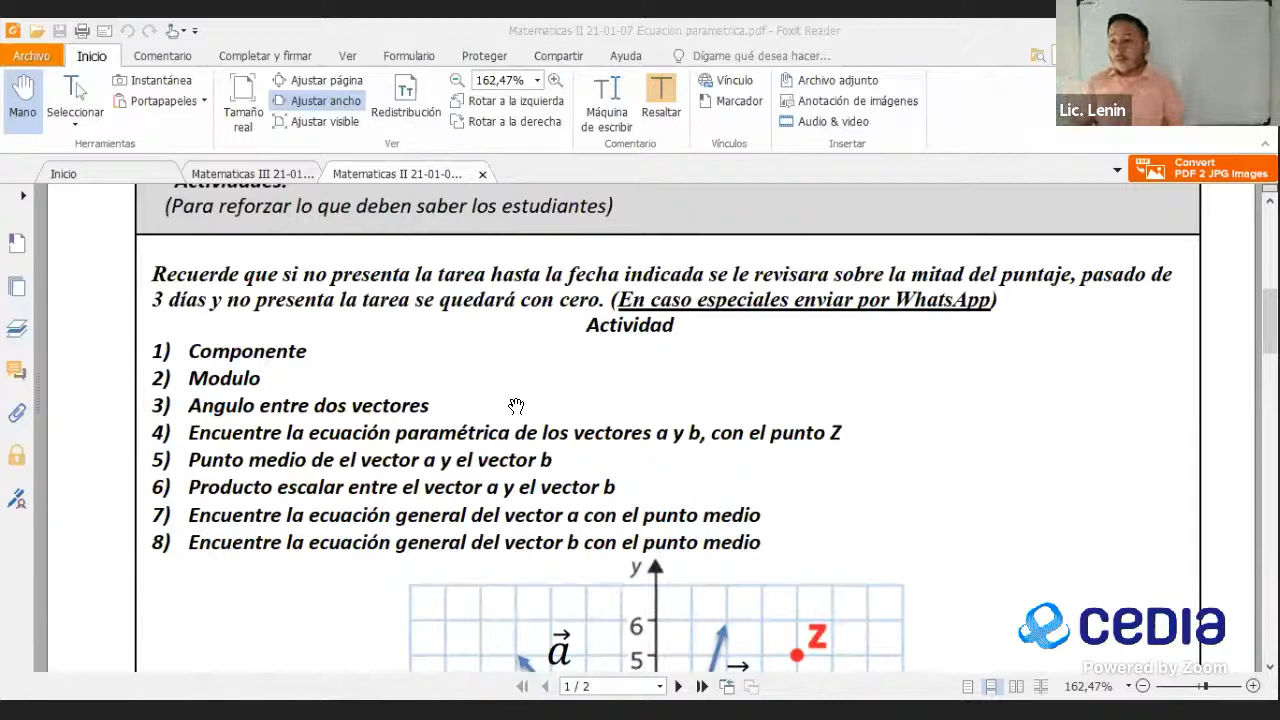 Matematicas II 21-01-07 Ecuacion parametrica.pdf - Foxit Reader
Archivo Inicio Comentario Completar y firmar Ver Formulario Proteger Compartir Ayuda Dígame qué desea hacer...
Mano
Seleccionar
Instantánea
Portapapeles
Herramientas
Tamaño real
Ajustar página
Ajustar ancho
Ajustar visible
Redistribución
162,47%
Rotar a la izquierda
Rotar a la derecha
Ver
Máquina de escribir
Resaltar
Comentario
Vínculo
Marcador
Vínculos
Archivo adjunto
Anotación de imágenes
Audio & video
Insertar
Lic. Lenin
Inicio
Matematicas III 21-01...
Matematicas II 21-01-0...
Convert
PDF 2 JPG Images
Actividades:
(Para reforzar lo que deben saber los estudiantes)
Recuerde que si no presenta la tarea hasta la fecha indicada se le revisara sobre la mitad del puntaje, pasado de
3 días y no presenta la tarea se quedará con cero. (En caso especiales enviar por WhatsApp)
Actividad
1) Componente
2) Modulo
3) Angulo entre dos vectores
4) Encuentre la ecuación paramétrica de los vectores a y b, con el punto Z
5) Punto medio de el vector a y el vector b
6) Producto escalar entre el vector a y el vector b
7) Encuentre la ecuación general del vector a con el punto medio
8) Encuentre la ecuación general del vector b con el punto medio
y
6
5
a
Z
cedia
Powered by Zoom
1 / 2
162,47%